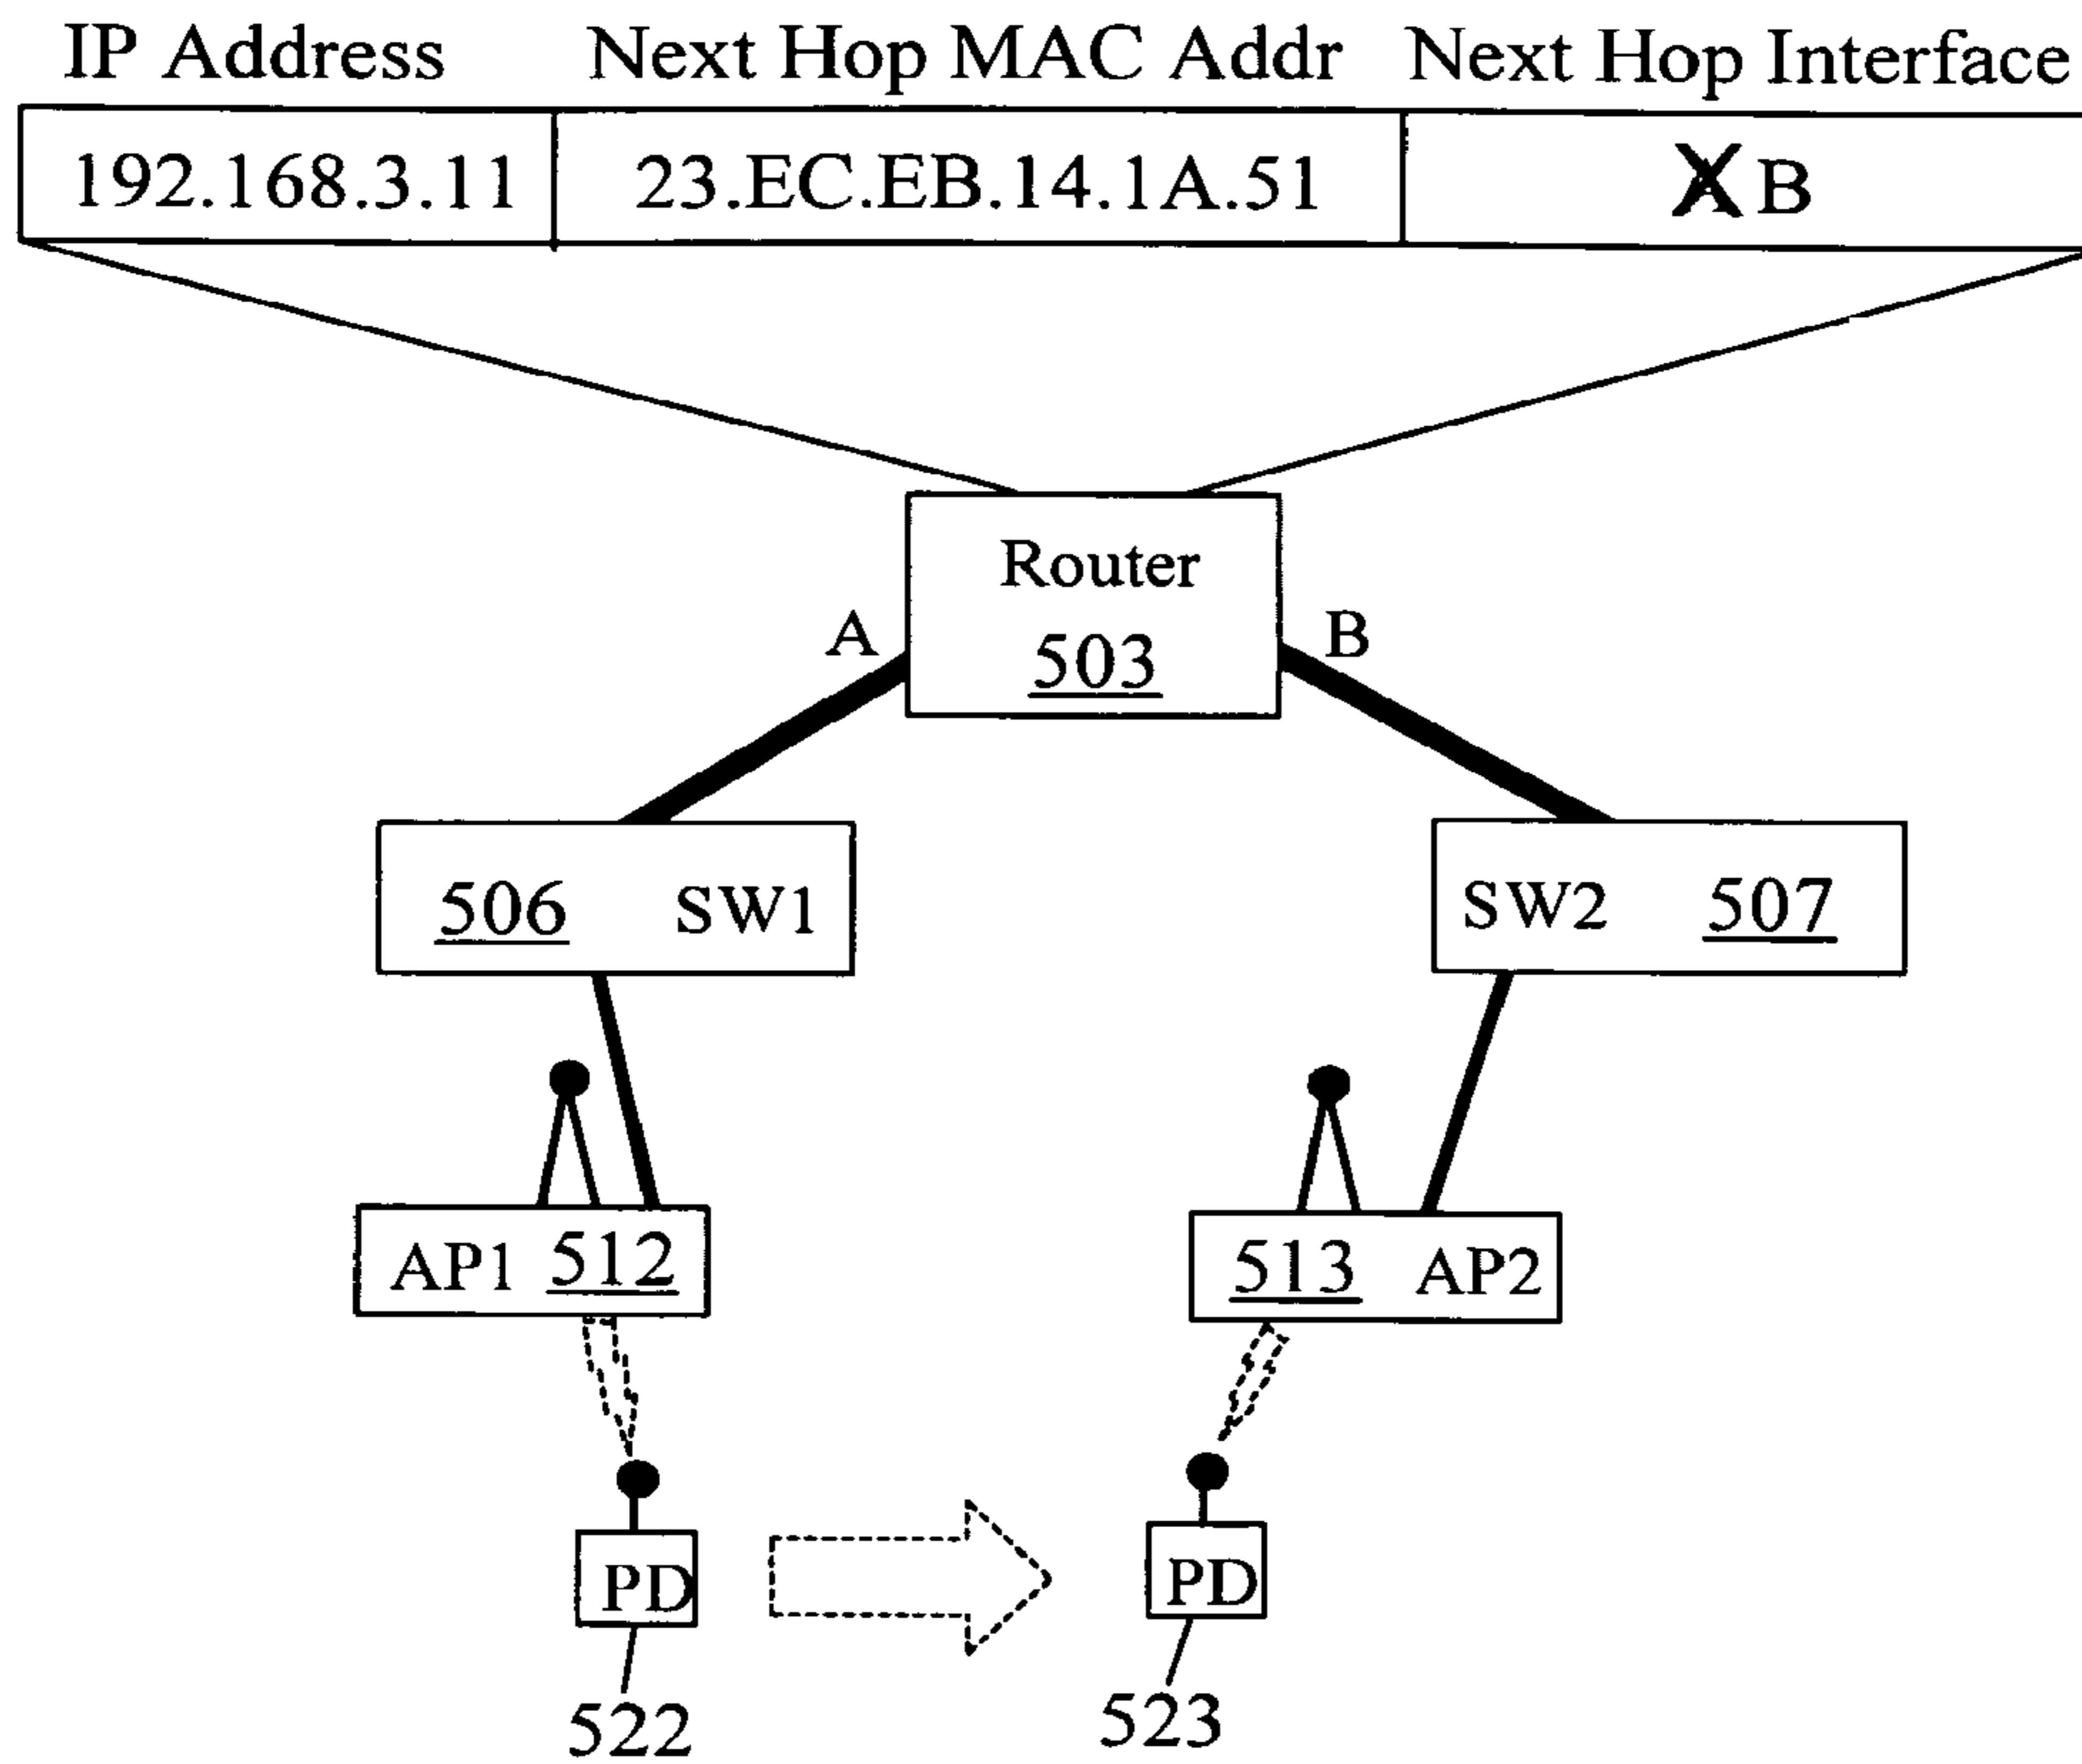 IP Address Next Hop MAC Addr Next Hop Interface
192.168.3.11 23.EC.EB.14.1A.51 A B
Router
503
A B
506 SW1 SW2 507
AP1 512 513 AP2
PD PD
522 523